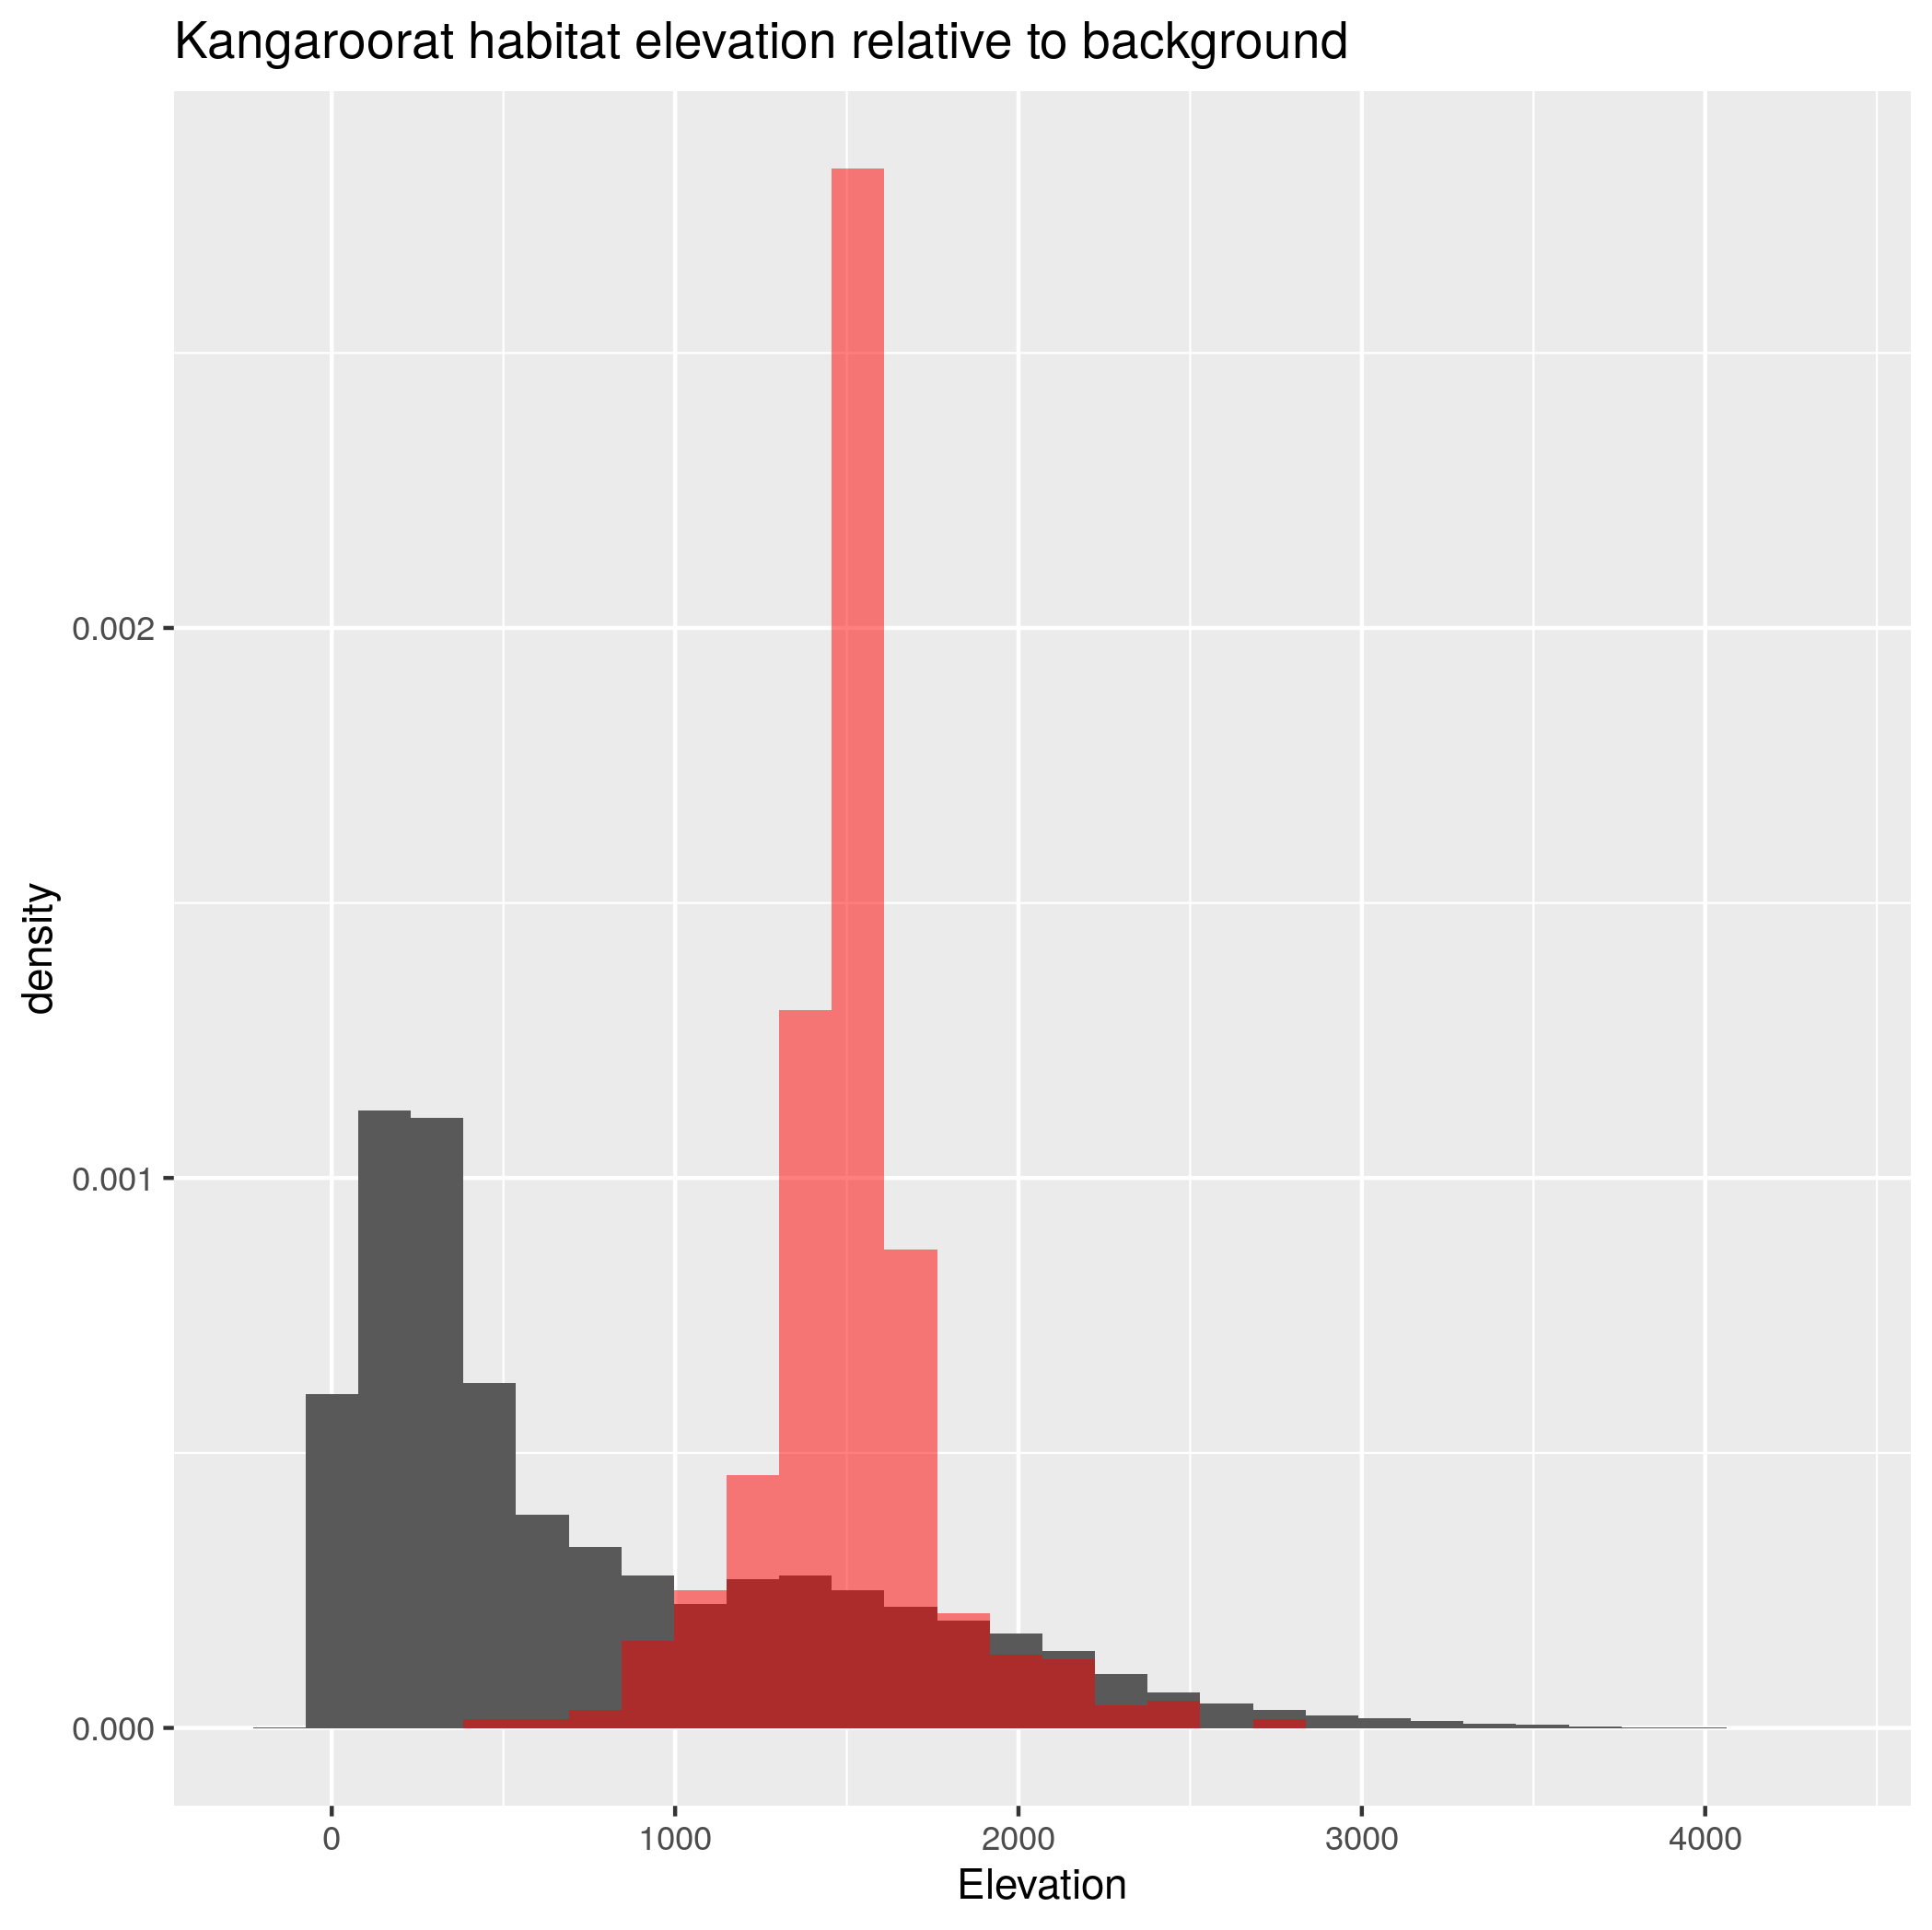 Kangaroorat habitat elevation relative to background
density
0.002
0.001
0.000
0 1000 2000 3000 4000
Elevation